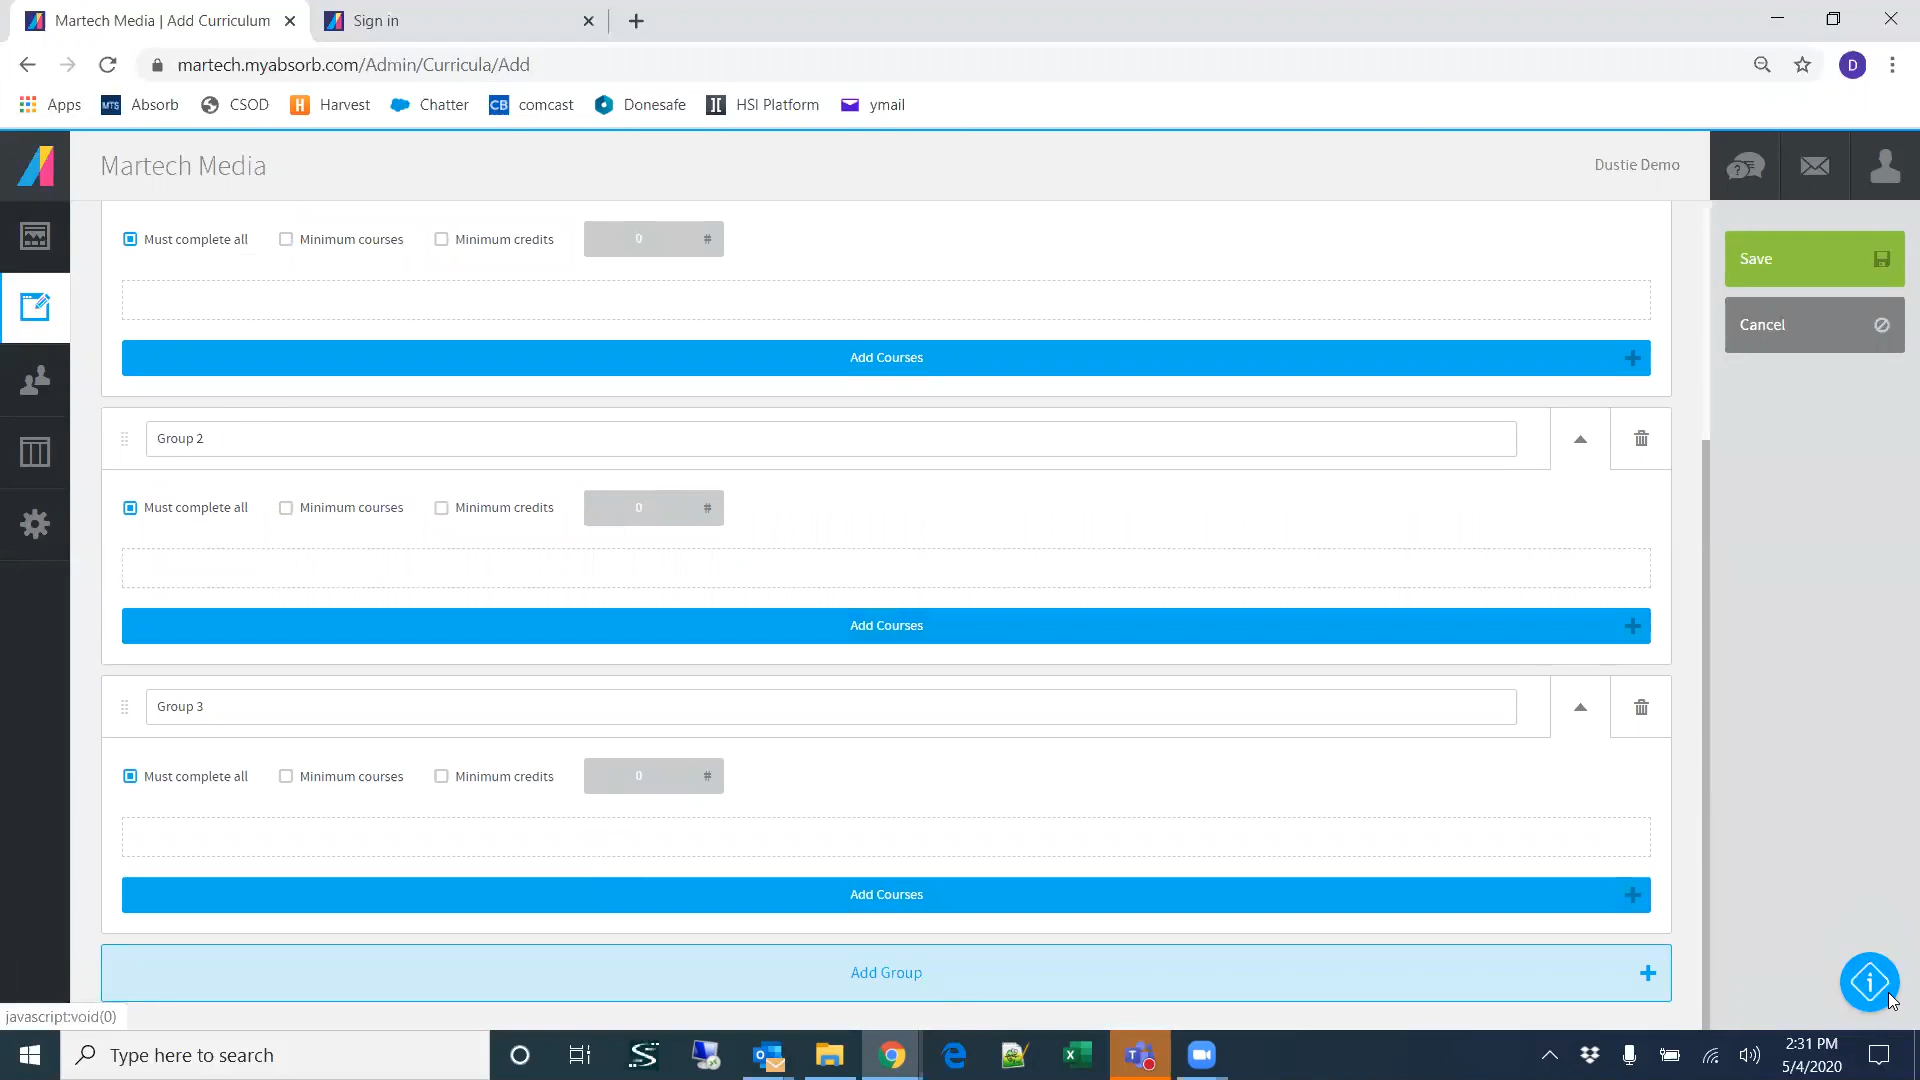 Martech Media | Add Curriculum
Sign in
martech.myabsorb.com/Admin/Curricula/Add
D
Apps
MTS Absorb
CSOD
H Harvest
Chatter
CB comcast
Donesafe
HSI Platform
ymail
Martech Media
Dustie Demo
Must complete all Minimum courses Minimum credits 0 #
Save
Cancel
Add Courses
Group 2
Must complete all Minimum courses Minimum credits 0 #
Add Courses
Group 3
Must complete all Minimum courses Minimum credits 0 #
Add Courses
Add Group
javascript:void(0)
Type here to search
2:31 PM
5/4/2020